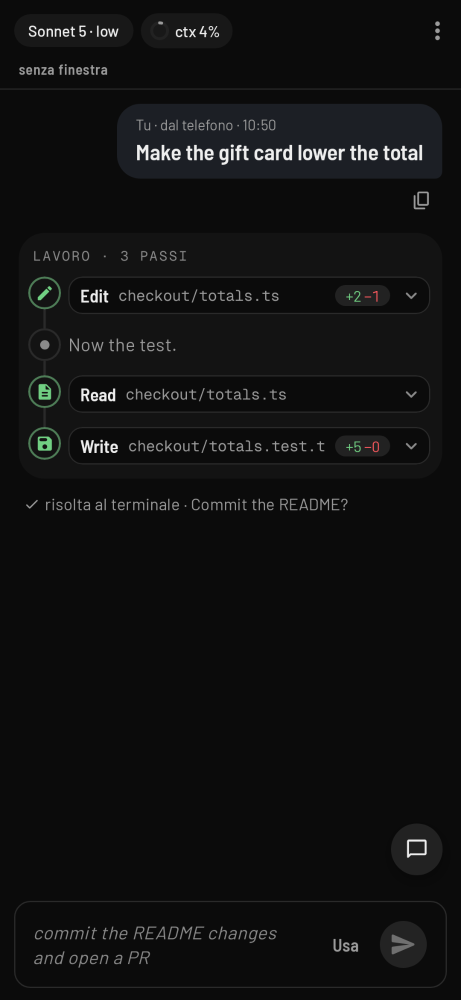 Sonnet 5 · low
ctx 4%
senza finestra
Tu · dal telefono · 10:50
Make the gift card lower the total
LAVORO · 3 PASSI
Edit checkout/totals.ts +2 −1
Now the test.
Read checkout/totals.ts
Write checkout/totals.test.t +5 −0
risolta al terminale · Commit the README?
commit the README changes
and open a PR
Usa